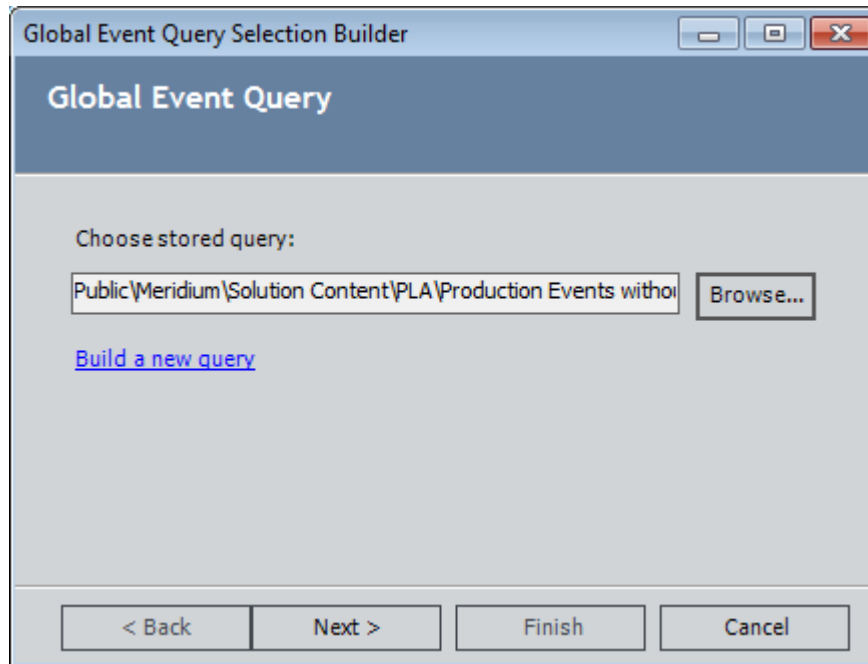 Global Event Query Selection Builder
Global Event Query
Choose stored query:
Public\Meridium\Solution Content\PLA\Production Events withou
Browse...
Build a new query
< Back
Next >
Finish
Cancel